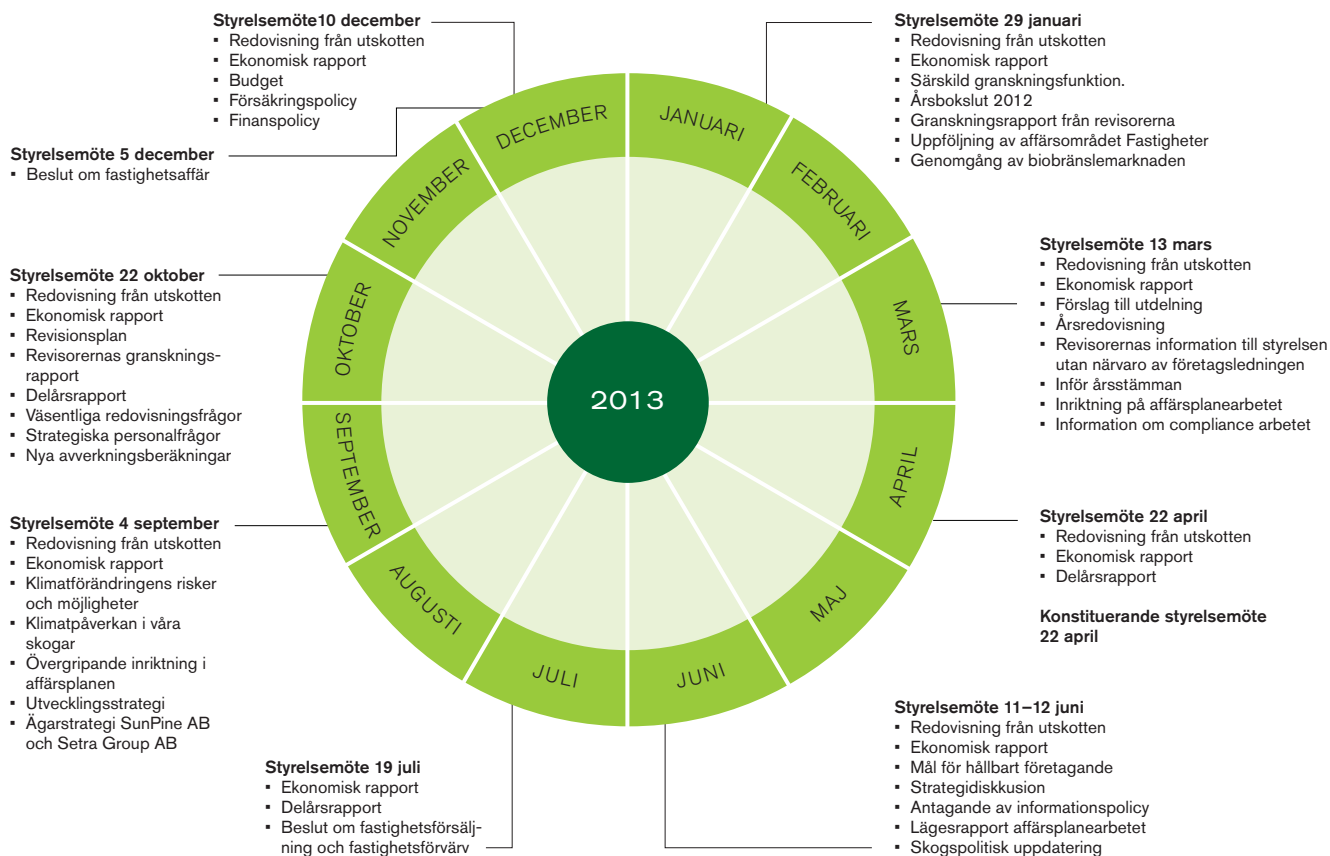 Styrelsemöte10 december
▪ Redovisning från utskotten
▪ Ekonomisk rapport
▪ Budget
▪ Försäkringspolicy
▪ Finanspolicy
Styrelsemöte 5 december
▪ Beslut om fastighetsaffär
Styrelsemöte 22 oktober
▪ Redovisning från utskotten
▪ Ekonomisk rapport
▪ Revisionsplan
▪ Revisorernas gransknings-
rapport
▪ Delårsrapport
▪ Väsentliga redovisningsfrågor
▪ Strategiska personalfrågor
▪ Nya avverkningsberäkningar
Styrelsemöte 4 september
▪ Redovisning från utskotten
▪ Ekonomisk rapport
▪ Klimatförändringens risker
och möjligheter
▪ Klimatpåverkan i våra
skogar
▪ Övergripande inriktning i
affärsplanen
▪ Utvecklingsstrategi
▪ Ägarstrategi SunPine AB
och Setra Group AB
Styrelsemöte 19 juli
▪ Ekonomisk rapport
▪ Delårsrapport
▪ Beslut om fastighetsförsälj-
ning och fastighetsförvärv
JANUARI
FEBRUARI
MARS
APRIL
MAJ
JUNI
JULI
AUGUSTI
SEPTEMBER
OKTOBER
NOVEMBER
DECEMBER
2013
Styrelsemöte 29 januari
▪ Redovisning från utskotten
▪ Ekonomisk rapport
▪ Särskild granskningsfunktion.
▪ Årsbokslut 2012
▪ Granskningsrapport från revisorerna
▪ Uppföljning av affärsområdet Fastigheter
▪ Genomgång av biobränslemarknaden
Styrelsemöte 13 mars
▪ Redovisning från utskotten
▪ Ekonomisk rapport
▪ Förslag till utdelning
▪ Årsredovisning
▪ Revisorernas information till styrelsen
utan närvaro av företagsledningen
▪ Inför årsstämman
▪ Inriktning på affärsplanearbetet
▪ Information om compliance arbetet
Styrelsemöte 22 april
▪ Redovisning från utskotten
▪ Ekonomisk rapport
▪ Delårsrapport
Konstituerande styrelsemöte
22 april
Styrelsemöte 11–12 juni
▪ Redovisning från utskotten
▪ Ekonomisk rapport
▪ Mål för hållbart företagande
▪ Strategidiskkusion
▪ Antagande av informationspolicy
▪ Lägesrapport affärsplanearbetet
▪ Skogspolitisk uppdatering